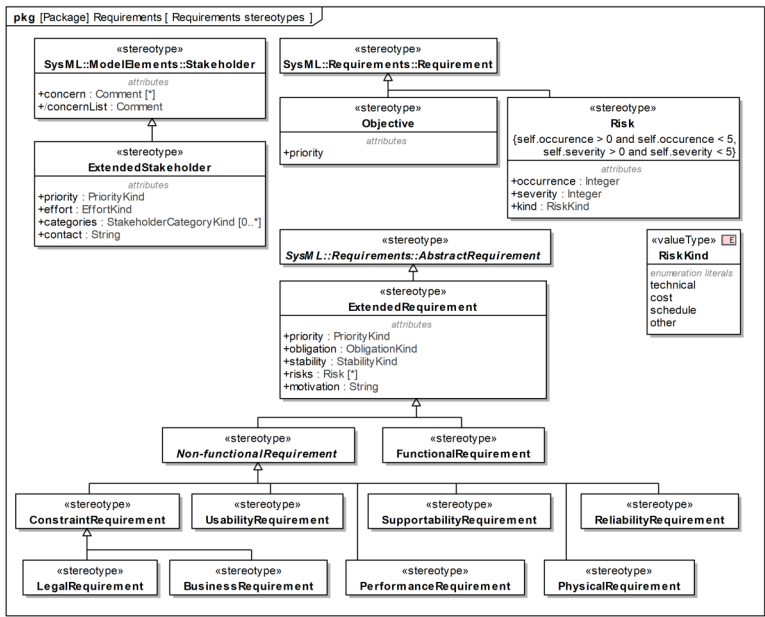 pkg [Package] Requirements [ Requirements stereotypes ]
«stereotype»
SysML::ModelElements::Stakeholder
attributes
+concern : Comment [*]
+/concernList : Comment
«stereotype»
ExtendedStakeholder
attributes
+priority : PriorityKind
+effort : EffortKind
+categories : StakeholderCategoryKind [0..*]
+contact : String
«stereotype»
SysML::Requirements::Requirement
«stereotype»
Objective
attributes
+priority
«stereotype»
Risk
{self.occurence > 0 and self.occurence < 5,
self.severity > 0 and self.severity < 5}
attributes
+occurrence : Integer
+severity : Integer
+kind : RiskKind
«stereotype»
SysML::Requirements::AbstractRequirement
«valueType» E
RiskKind
enumeration literals
technical
cost
schedule
other
«stereotype»
ExtendedRequirement
attributes
+priority : PriorityKind
+obligation : ObligationKind
+stability : StabilityKind
+risks : Risk [*]
+motivation : String
«stereotype»
Non-functionalRequirement
«stereotype»
FunctionalRequirement
«stereotype»
ConstraintRequirement
«stereotype»
UsabilityRequirement
«stereotype»
SupportabilityRequirement
«stereotype»
ReliabilityRequirement
«stereotype»
LegalRequirement
«stereotype»
BusinessRequirement
«stereotype»
PerformanceRequirement
«stereotype»
PhysicalRequirement